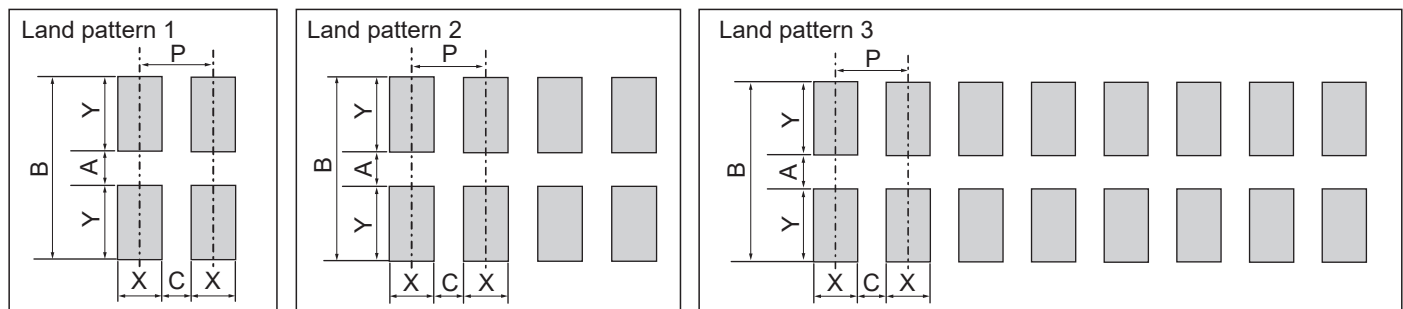 Land pattern 1
P
Y
B
A
Y
X C X
Land pattern 2
P
Y
B
A
Y
X C X
Land pattern 3
P
Y
B
A
Y
X C X